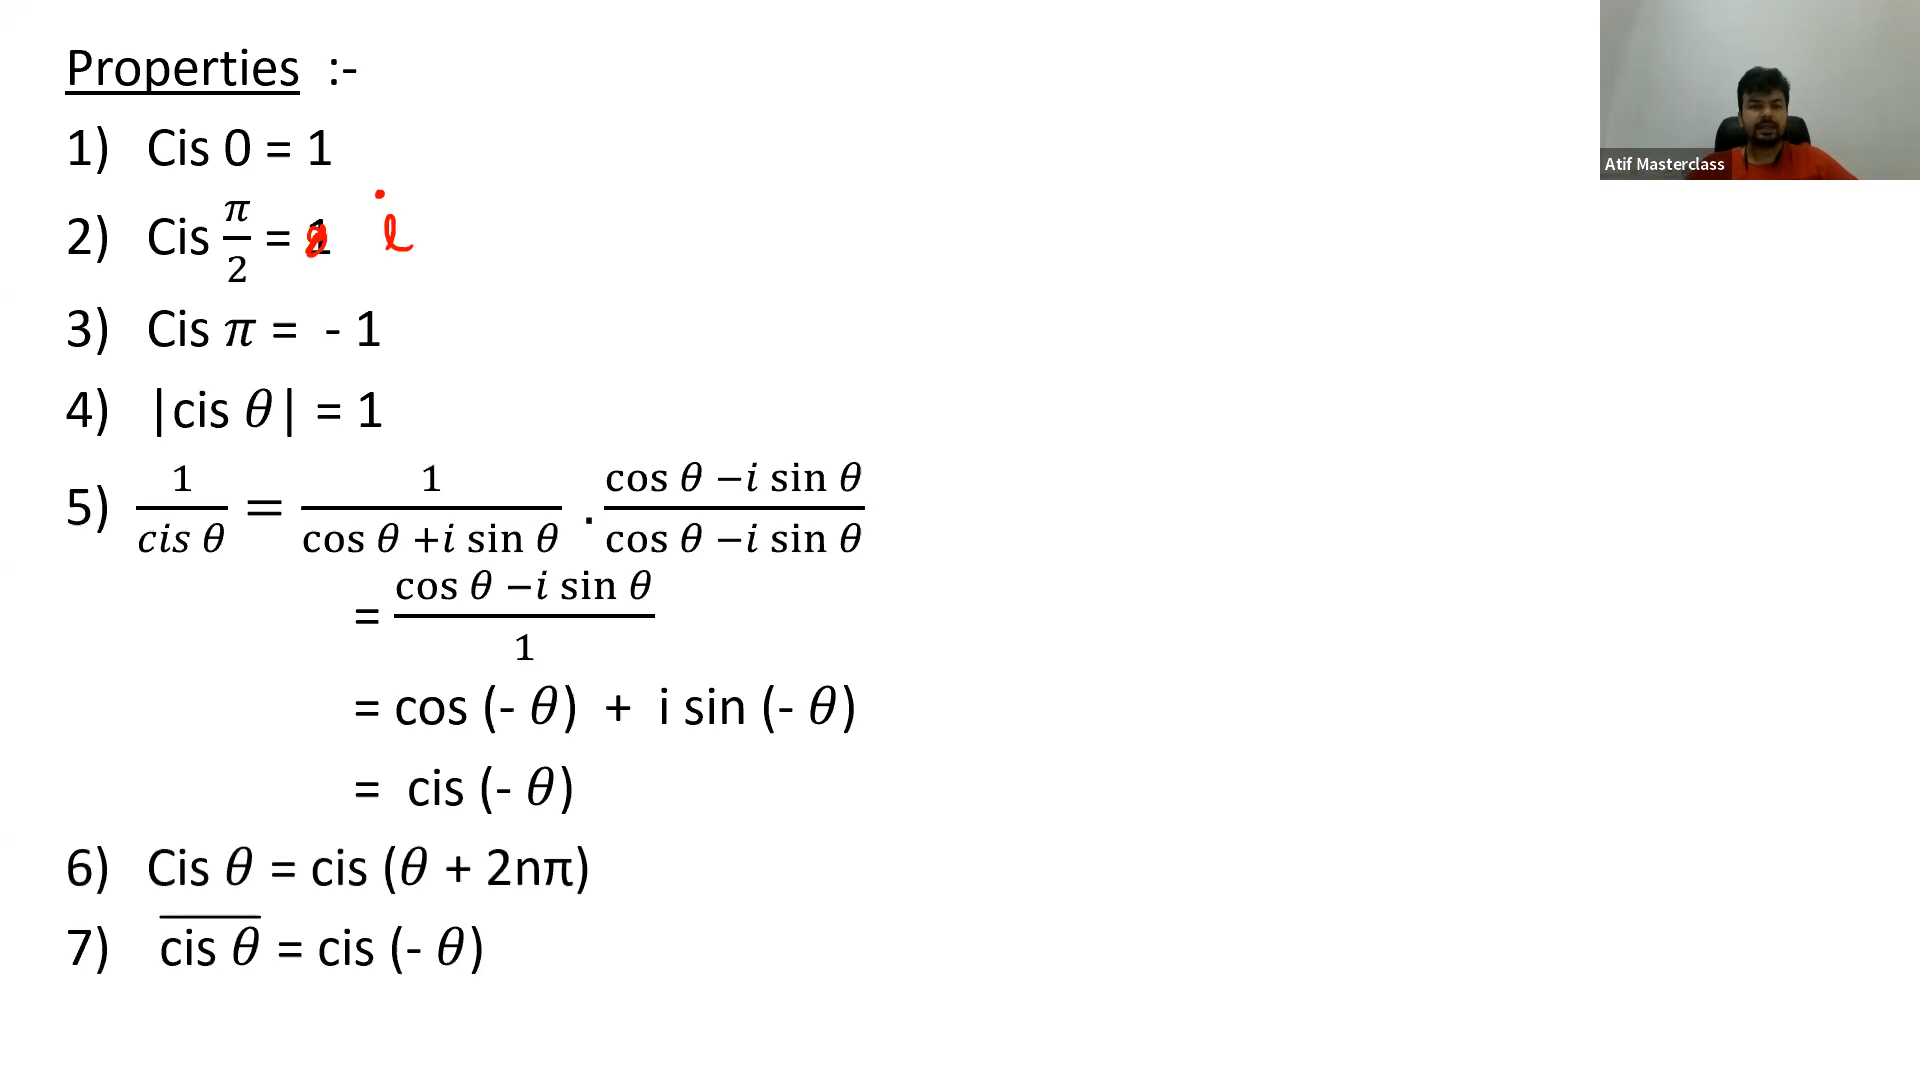 Properties :-
1) Cis 0 = 1
2) Cis π/2 = i
3) Cis π = - 1
4) |cis θ| = 1
5) 1/cis θ = 1/(cos θ +i sin θ) . (cos θ −i sin θ)/(cos θ −i sin θ)
= (cos θ −i sin θ)/1
= cos (- θ) + i sin (- θ)
= cis (- θ)
6) Cis θ = cis (θ + 2nπ)
7) \overline{cis θ} = cis (- θ)
Atif Masterclass